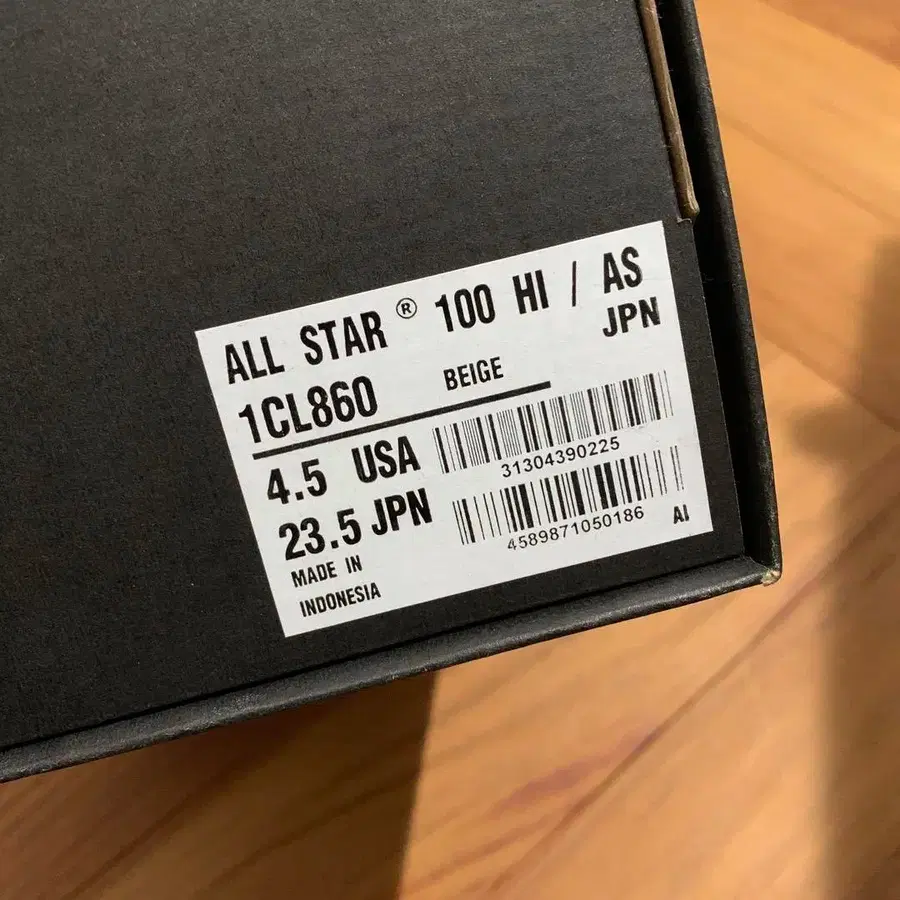 ALL STAR ® 100 HI / AS
JPN
1CL860 BEIGE
4.5 USA
31304390225
23.5 JPN
4589871050186
AI
MADE IN
INDONESIA